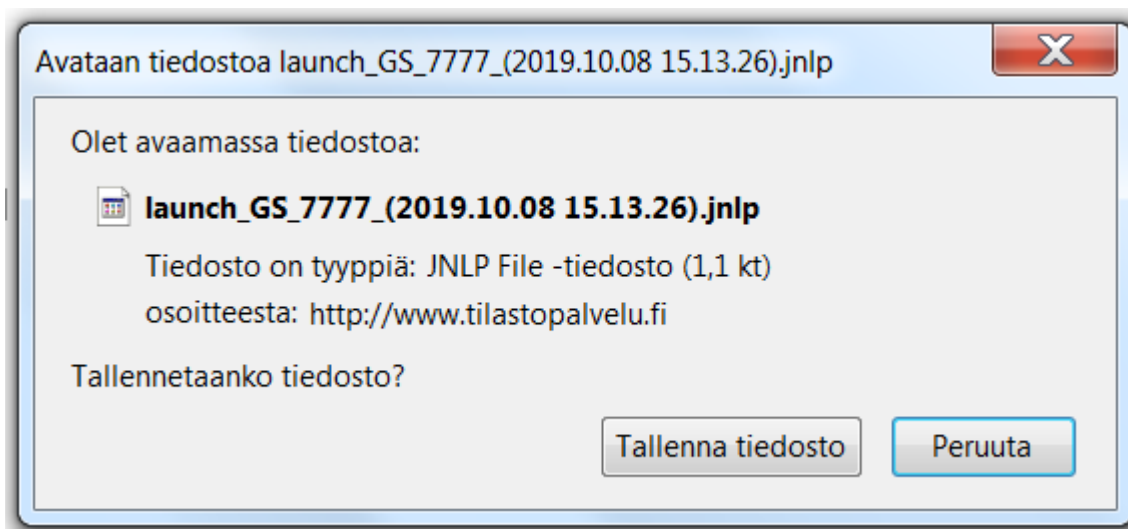 Avataan tiedostoa launch_GS_7777_(2019.10.08 15.13.26).jnlp
Olet avaamassa tiedostoa:
launch_GS_7777_(2019.10.08 15.13.26).jnlp
Tiedosto on tyyppiä: JNLP File -tiedosto (1,1 kt)
osoitteesta: http://www.tilastopalvelu.fi
Tallennetaanko tiedosto?
Tallenna tiedosto Peruuta